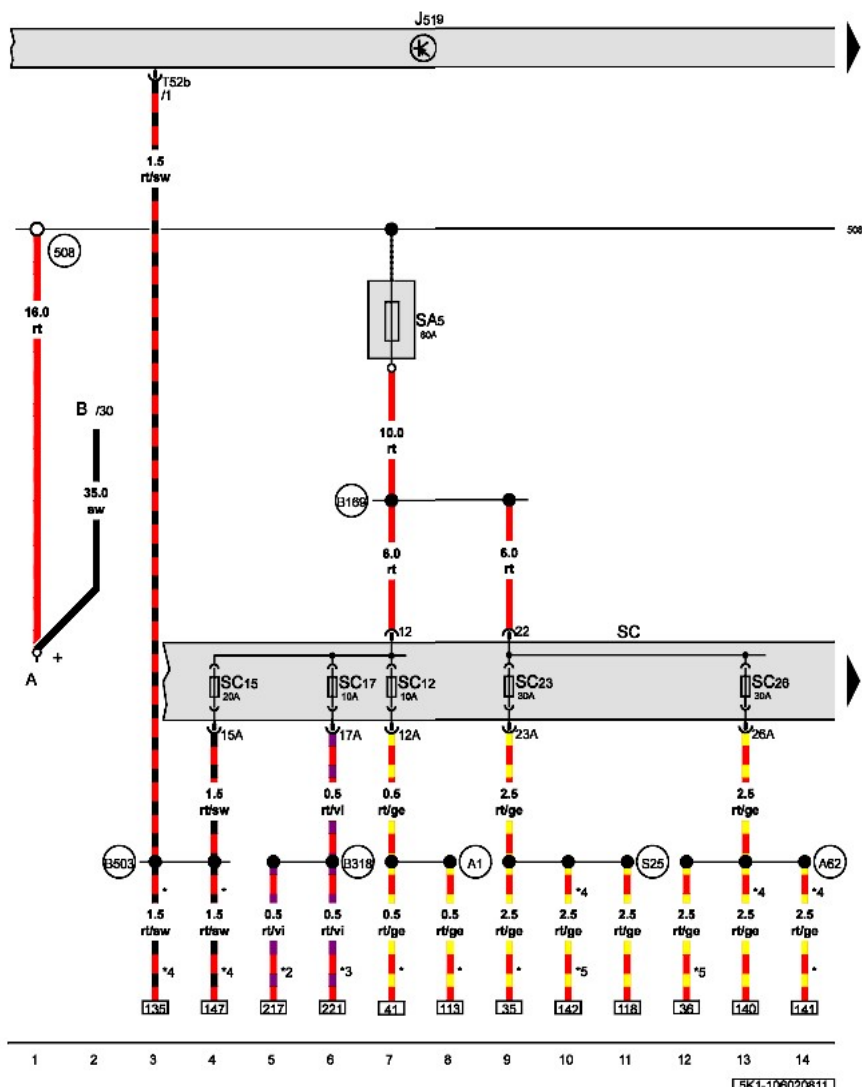 J519
T52b
/1
1.5
rt/sw
508
508
16.0
rt
SA5
80A
B /30
10.0
rt
35.0
sw
B169
6.0
rt
6.0
rt
12
22
SC
A
+
SC15
20A
SC17
10A
SC12
10A
SC23
30A
SC26
30A
15A
17A
12A
23A
26A
1.5
rt/sw
0.5
rt/vi
0.5
rt/ge
2.5
rt/ge
2.5
rt/ge
B503
B318
A1
S25
A62
* * *4 *4 *4
1.5 1.5 0.5 0.5 0.5 0.5 2.5 2.5 2.5 2.5 2.5 2.5
rt/sw rt/sw rt/vi rt/vi rt/ge rt/ge rt/ge rt/ge rt/ge rt/ge rt/ge rt/ge
*4 *4 *2 *3 * * * *5 *5 *
135 147 217 221 41 113 35 142 118 36 140 141
1 2 3 4 5 6 7 8 9 10 11 12 13 14
5K1-106020811